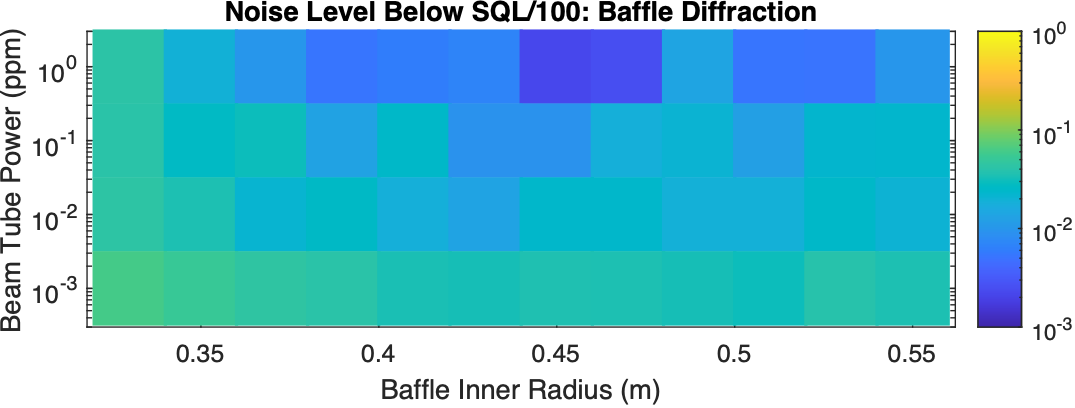 Noise Level Below SQL/100: Baffle Diffraction
Beam Tube Power (ppm)
10^0
10^-1
10^-2
10^-3
0.35 0.4 0.45 0.5 0.55
Baffle Inner Radius (m)
10^0
10^-1
10^-2
10^-3